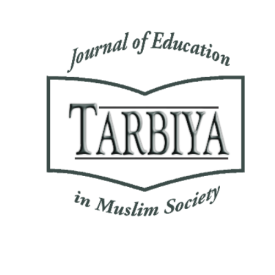 Journal of Education
TARBIYA
in Muslim Society